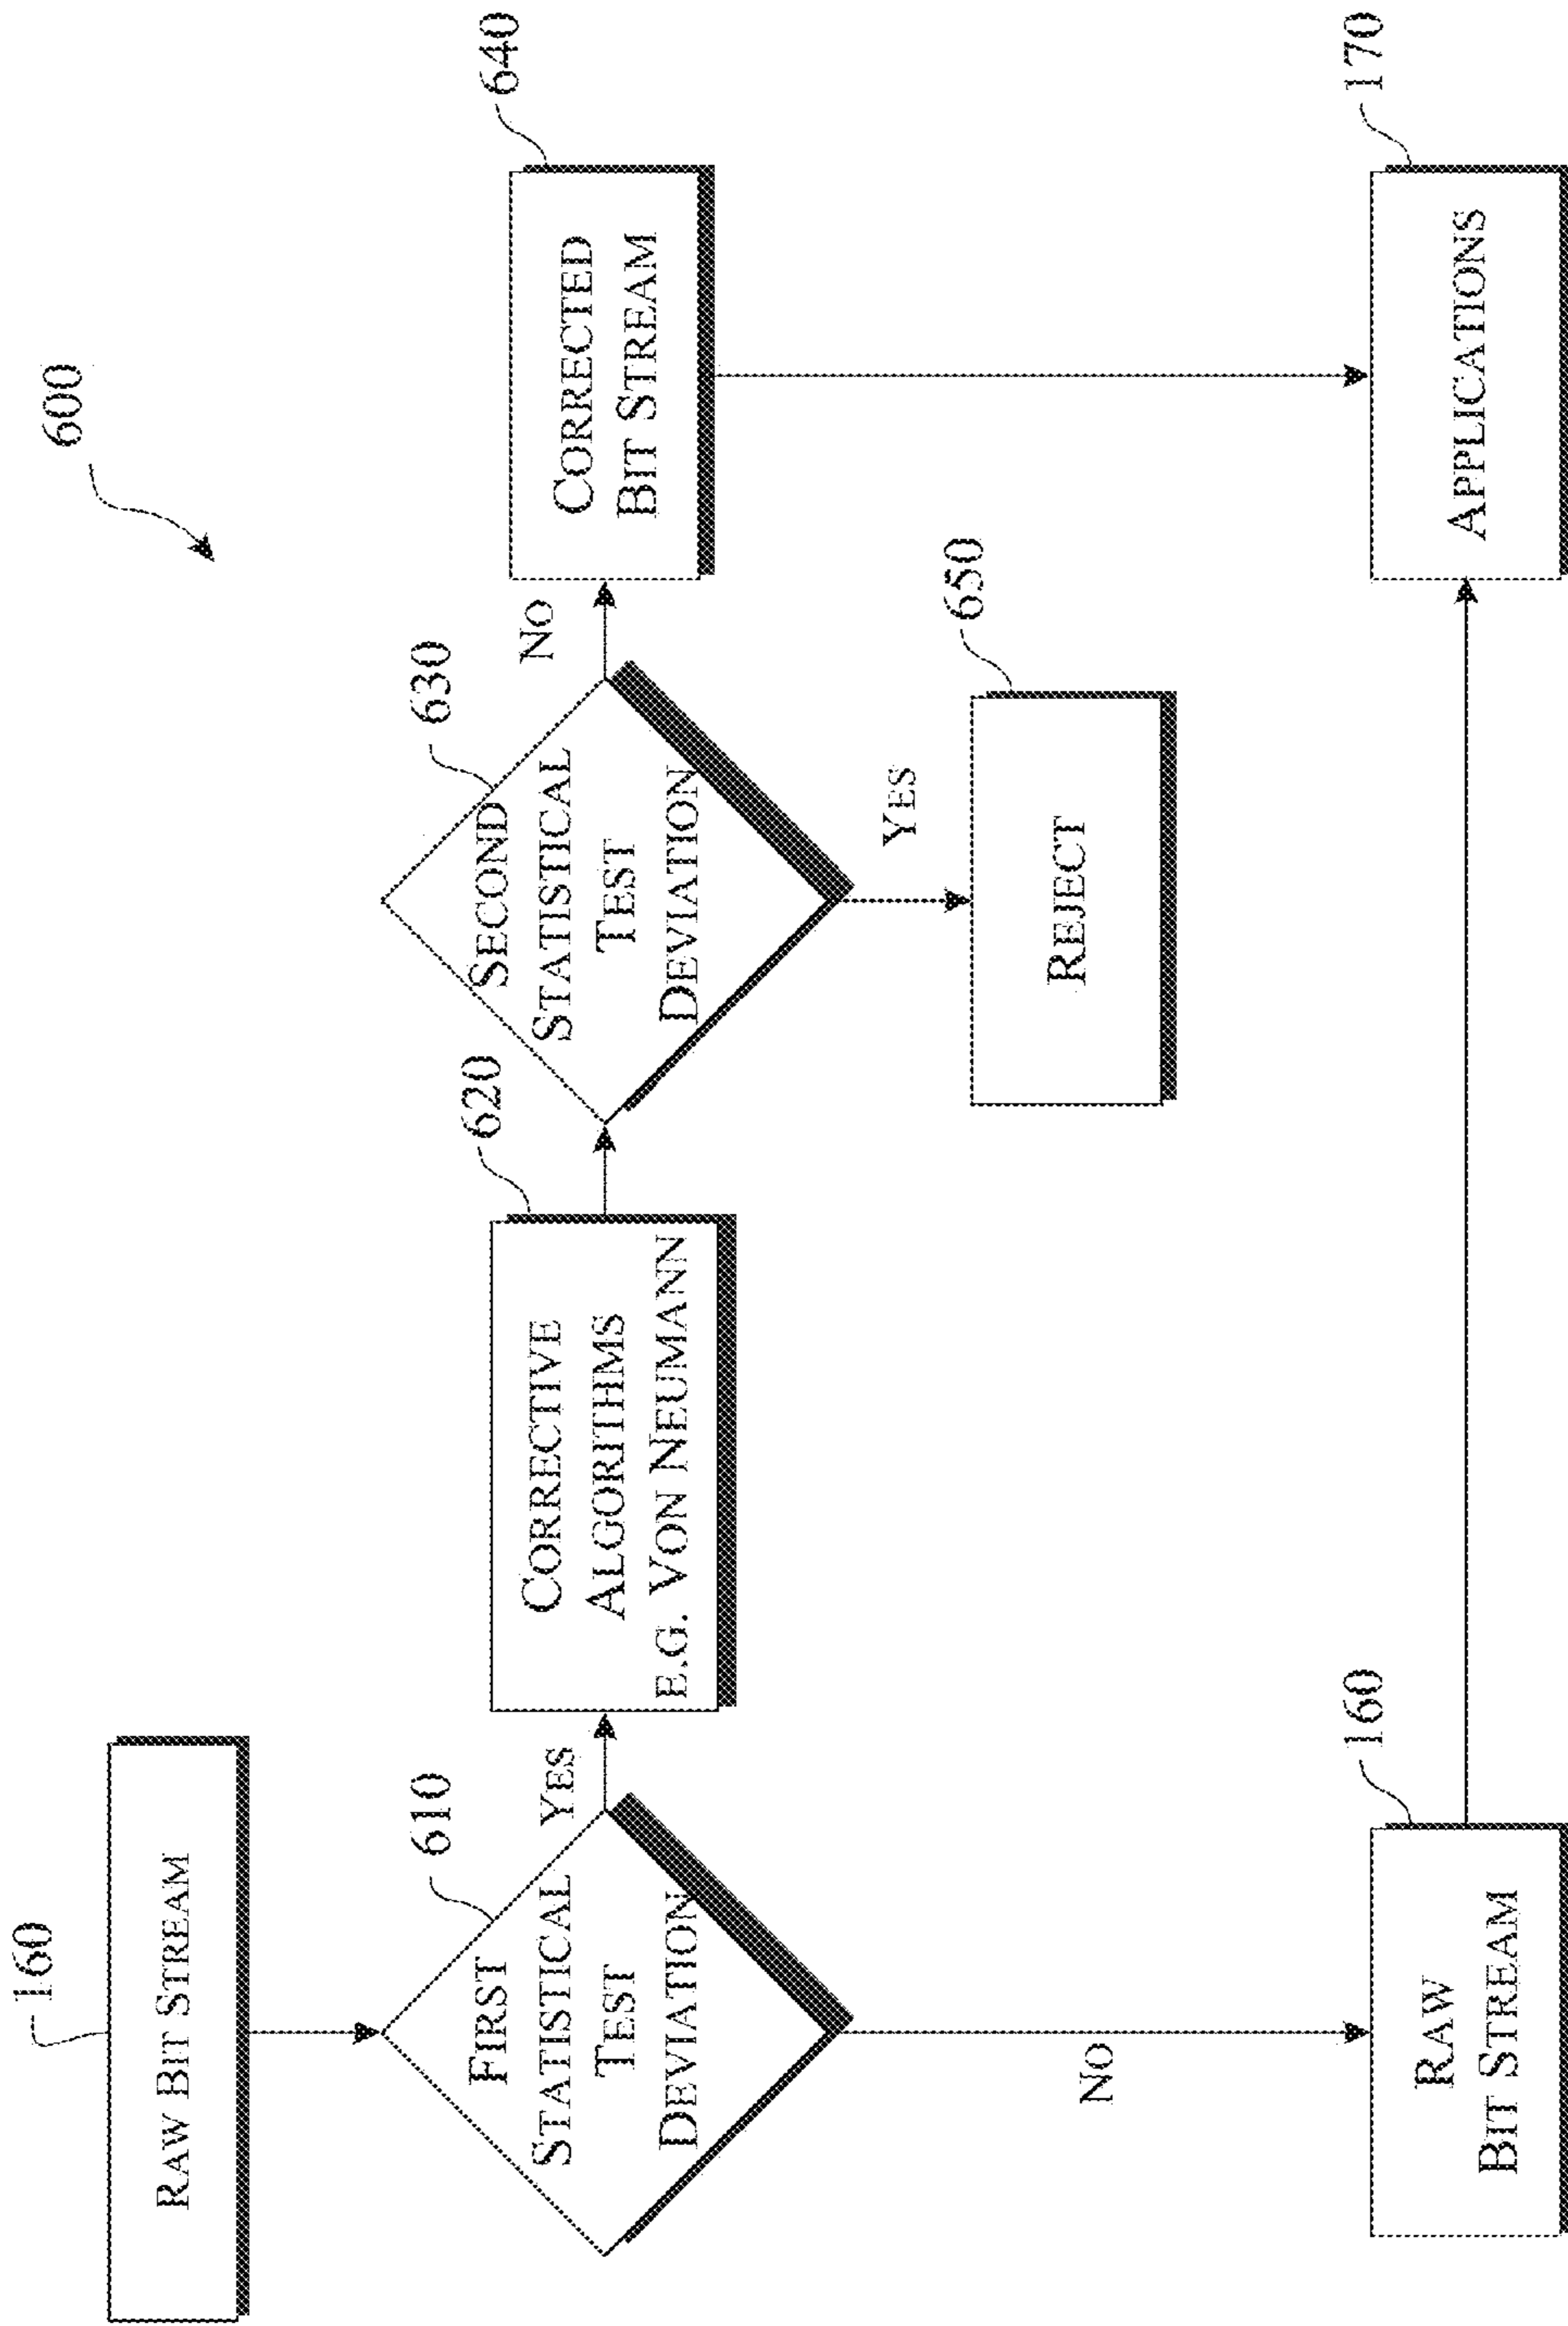 600
160
RAW BIT STREAM
610
FIRST
STATISTICAL
TEST
DEVIATION
YES
620
CORRECTIVE
ALGORITHMS
E.G. VON NEUMANN
630
SECOND
STATISTICAL
TEST
DEVIATION
NO
640
CORRECTED
BIT STREAM
YES
650
REJECT
NO
160
RAW
BIT STREAM
170
APPLICATIONS